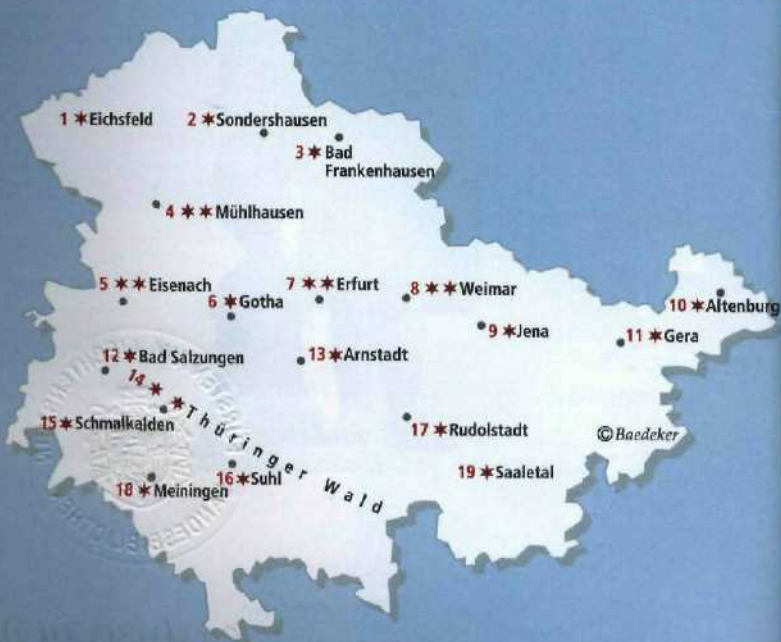 1 * Eichsfeld
2 * Sondershausen
3 * Bad
Frankenhausen
4 * * Mühlhausen
5 * * Eisenach
6 * Gotha
7 * * Erfurt
8 * * Weimar
9 * Jena
10 * Altenburg
11 * Gera
12 * Bad Salzungen
13 * Arnstadt
14 * * Thüringer Wald
15 * Schmalkalden
16 * Suhl
17 * Rudolstadt
© Baedeker
18 * Meiningen
19 * Saaletal